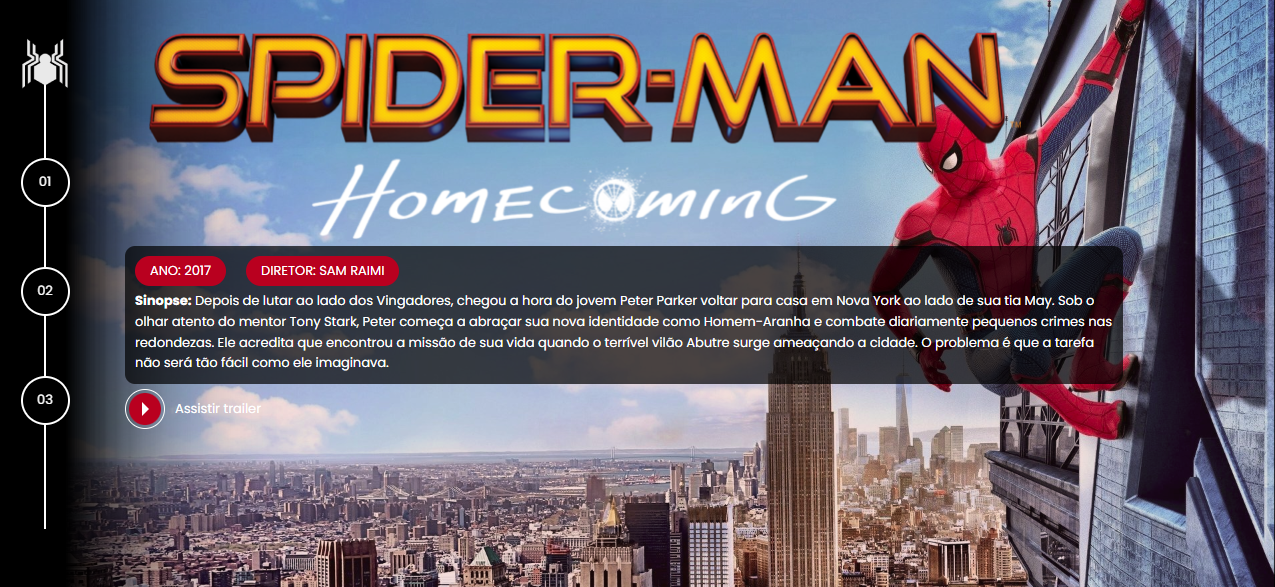 SPIDER-MAN
TM
HOMECOMING
01
ANO: 2017
DIRETOR: SAM RAIMI
Sinopse: Depois de lutar ao lado dos Vingadores, chegou a hora do jovem Peter Parker voltar para casa em Nova York ao lado de sua tia May. Sob o
olhar atento do mentor Tony Stark, Peter começa a abraçar sua nova identidade como Homem-Aranha e combate diariamente pequenos crimes nas
redondezas. Ele acredita que encontrou a missão de sua vida quando o terrível vilão Abutre surge ameaçando a cidade. O problema é que a tarefa
não será tão fácil como ele imaginava.
02
03
Assistir trailer